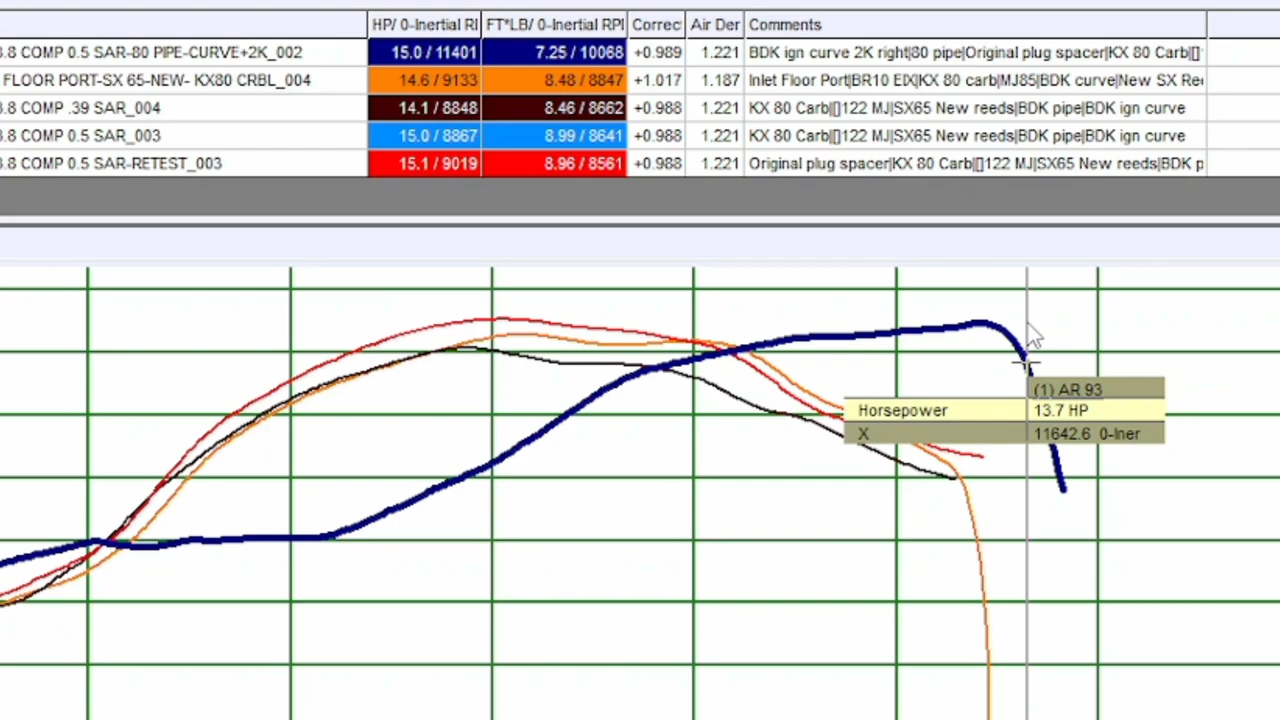 HP/ 0-Inertial RI FT*LB/ 0-Inertial RPI Correc Air Der Comments
3.8 COMP 0.5 SAR-80 PIPE-CURVE+2K_002 15.0 / 11401 7.25 / 10068 +0.989 1.221 BDK ign curve 2K right|80 pipe|Original plug spacer|KX 80 Carb|[]
FLOOR PORT-SX 65-NEW- KX80 CRBL_004 14.6 / 9133 8.48 / 8847 +1.017 1.187 Inlet Floor Port|BR10 EIX|KX 80 carb|MJ85|BDK curve|New SX Ree
3.8 COMP .39 SAR_004 14.1 / 8848 8.46 / 8662 +0.988 1.221 KX 80 Carb|[]122 MJ|SX65 New reeds|BDK pipe|BDK ign curve
3.8 COMP 0.5 SAR_003 15.0 / 8867 8.99 / 8641 +0.988 1.221 KX 80 Carb|[]122 MJ|SX65 New reeds|BDK pipe|BDK ign curve
3.8 COMP 0.5 SAR-RETEST_003 15.1 / 9019 8.96 / 8561 +0.988 1.221 Original plug spacer|KX 80 Carb|[]122 MJ|SX65 New reeds|BDK p
(1) AR 93
Horsepower 13.7 HP
X 11642.6 0-Iner